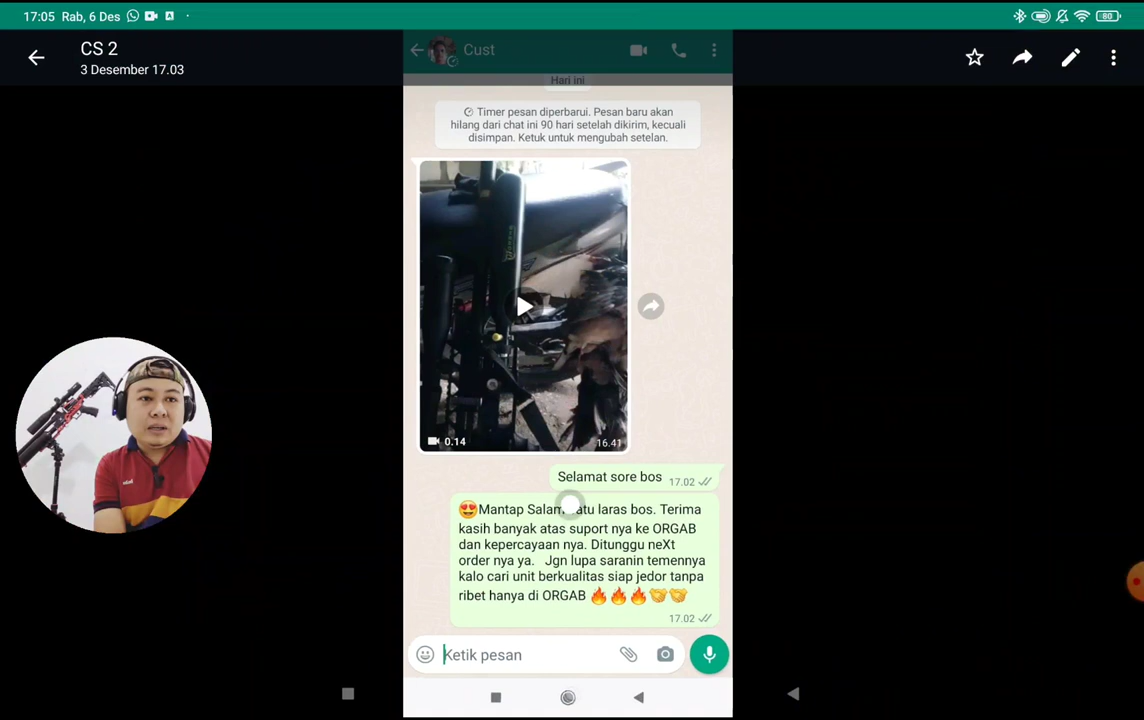 17:05 Rab, 6 Des
80
CS 2
3 Desember 17.03
Cust
Hari ini
Timer pesan diperbarui. Pesan baru akan
hilang dari chat ini 90 hari setelah dikirim, kecuali
disimpan. Ketuk untuk mengubah setelan.
0.14
16.41
Selamat sore bos
17.02
Mantap Salam atu laras bos. Terima
kasih banyak atas suport nya ke ORGAB
dan kepercayaan nya. Ditunggu neXt
order nya ya. Jgn lupa saranin temennya
kalo cari unit berkualitas siap jedor tanpa
ribet hanya di ORGAB
17.02
Ketik pesan